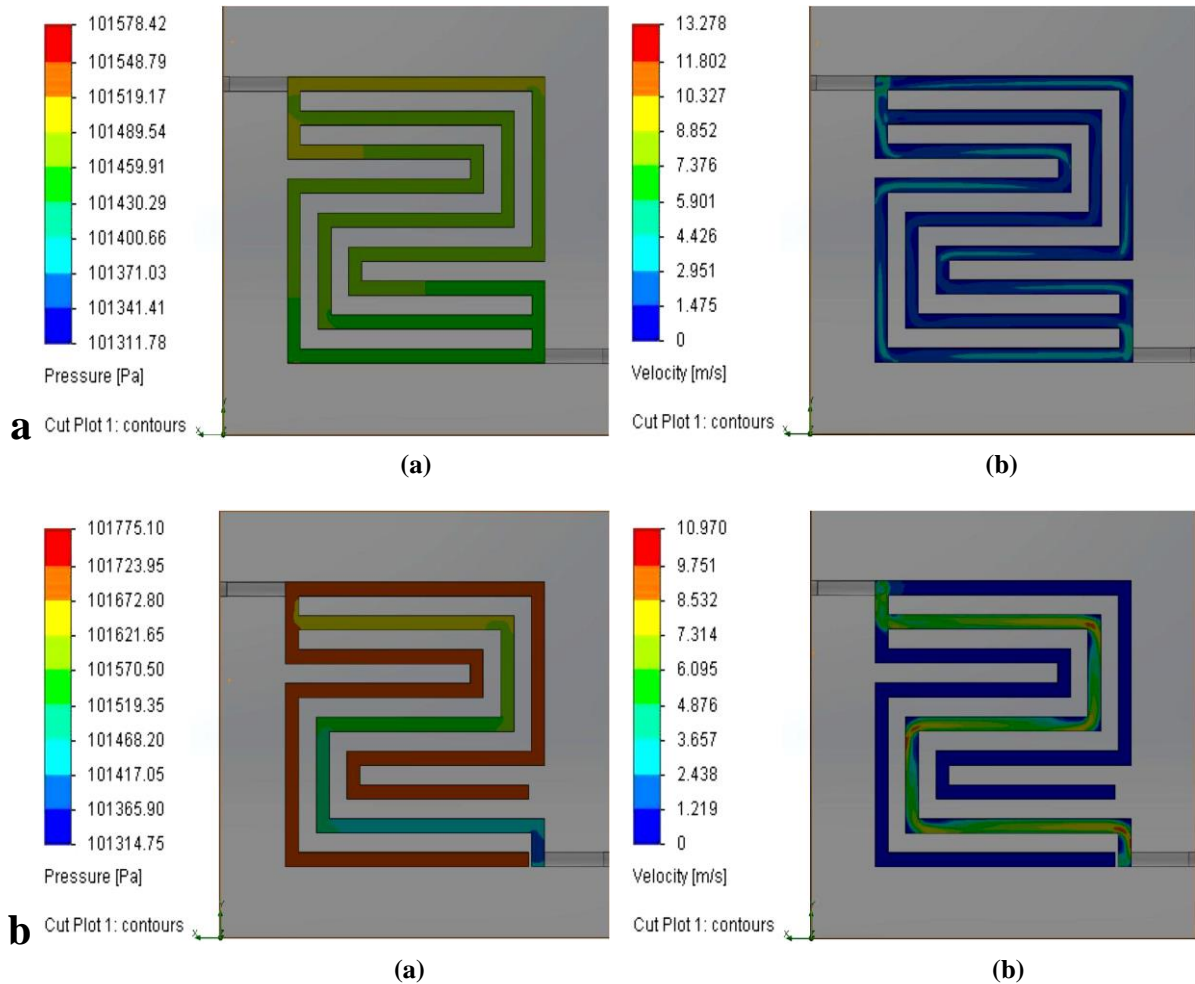 101578.42
101548.79
101519.17
101489.54
101459.91
101430.29
101400.66
101371.03
101341.41
101311.78
Pressure [Pa]
Cut Plot 1: contours
13.278
11.802
10.327
8.852
7.376
5.901
4.426
2.951
1.475
0
Velocity [m/s]
Cut Plot 1: contours
a
(a)
(b)
101775.10
101723.95
101672.80
101621.65
101570.50
101519.35
101468.20
101417.05
101365.90
101314.75
Pressure [Pa]
Cut Plot 1: contours
10.970
9.751
8.532
7.314
6.095
4.876
3.657
2.438
1.219
0
Velocity [m/s]
Cut Plot 1: contours
b
(a)
(b)